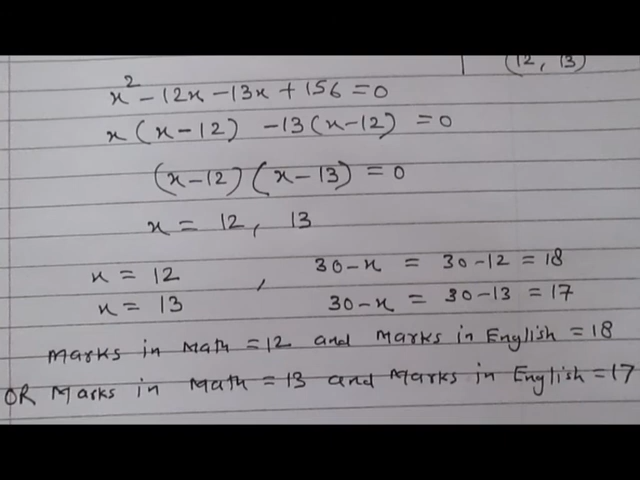 (12, 13)
x² - 12x - 13x + 156 = 0
x (x - 12) - 13 (x - 12) = 0
(x - 12) (x - 13) = 0
x = 12, 13
x = 12 , 30 - x = 30 - 12 = 18
x = 13 30 - x = 30 - 13 = 17
Marks in Math = 12 and Marks in English = 18
OR Marks in Math = 13 and Marks in English = 17